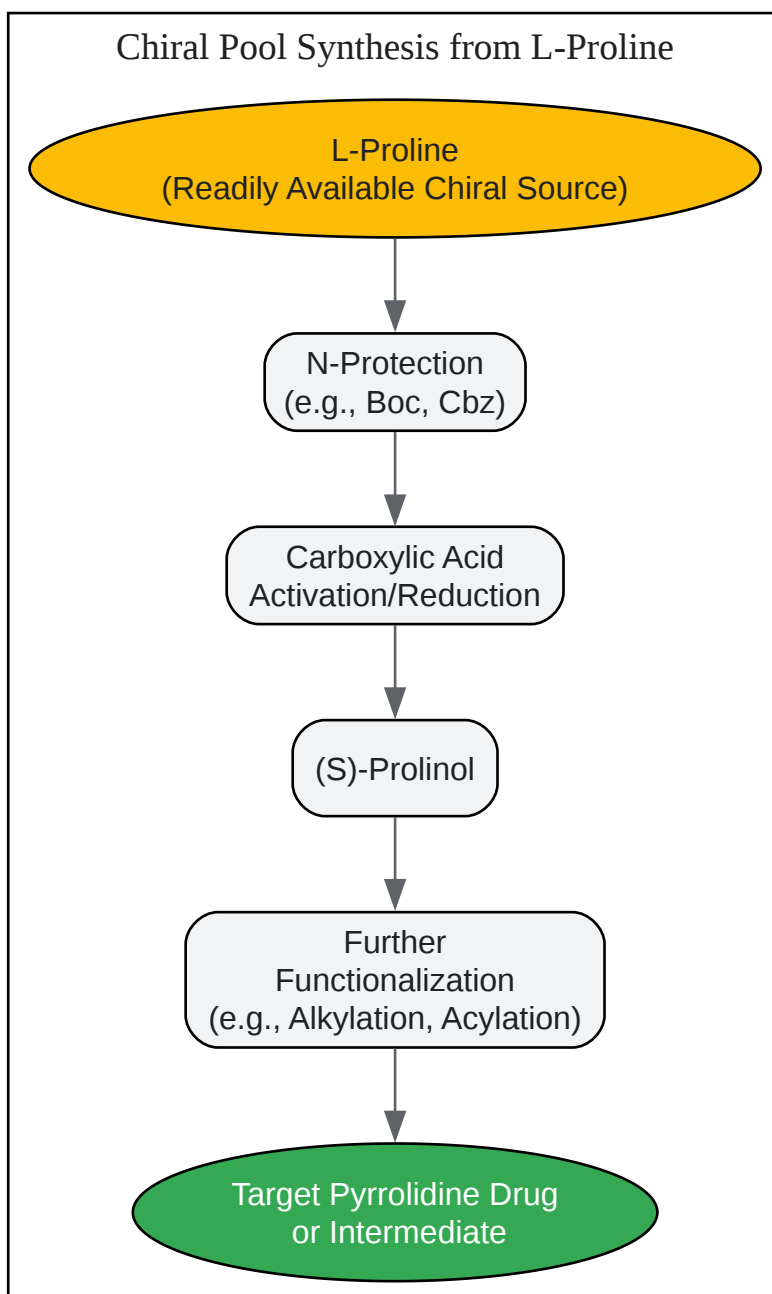 Chiral Pool Synthesis from L-Proline
L-Proline
(Readily Available Chiral Source)
N-Protection
(e.g., Boc, Cbz)
Carboxylic Acid
Activation/Reduction
(S)-Prolinol
Further
Functionalization
(e.g., Alkylation, Acylation)
Target Pyrrolidine Drug
or Intermediate